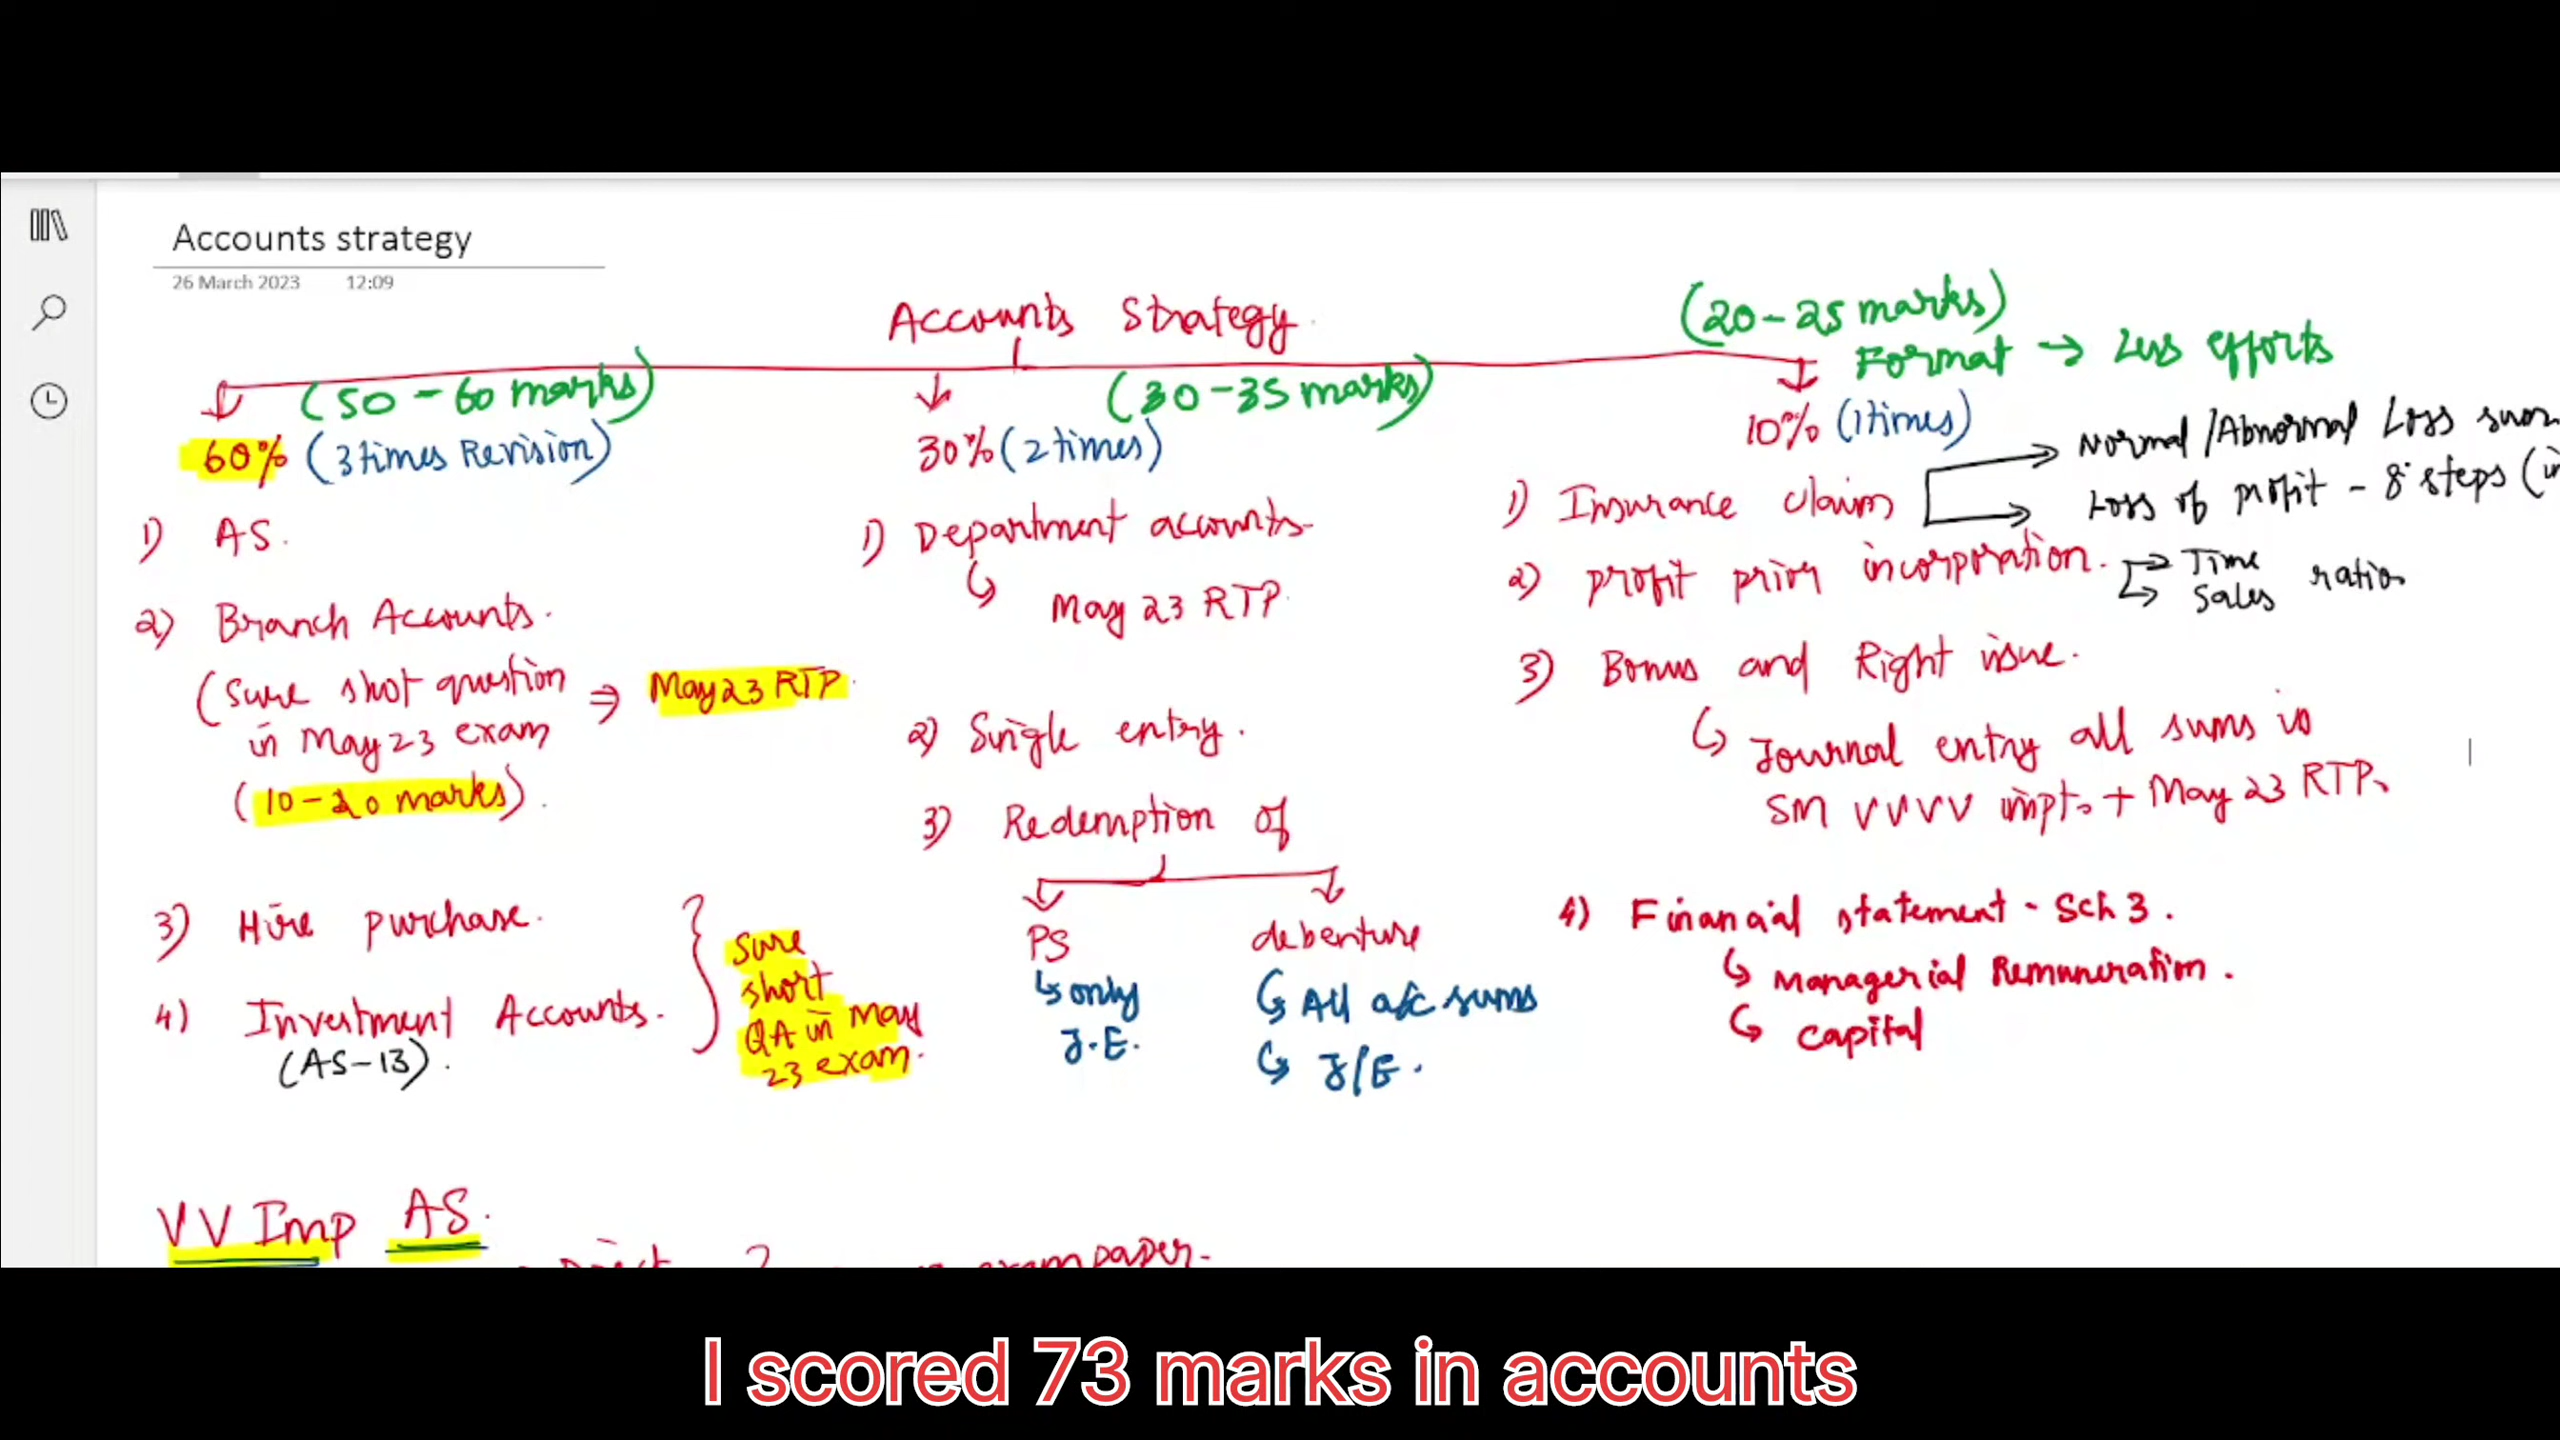 Accounts strategy
26 March 2023 12:09
Accounts Strategy
(50-60 marks)
60% (3 times Revision)
1) AS.
2) Branch Accounts.
(Sure shot question
in May 23 exam
(10-20 marks).
⇒ May 23 RTP.
3) Hire purchase.
4) Investment Accounts.
(AS-13).
Sure
short
QA in May
23 exam.
(30-35 marks)
30% (2 times)
1) Department accounts.
↳ May 23 RTP.
2) Single entry.
3) Redemption of
PS
↳ only
J.E.
debenture
↳ All a/c sums
↳ J/E.
(20-25 marks)
Format → Less efforts
10% (1 times)
1) Insurance claim
Normal/Abnormal Loss
Loss of profit - 8 steps
2) profit prior incorporation.
→ Time
→ Sales
ratio
3) Bonus and Right issue.
↳ Journal entry all sums in
SM VVVV impt. + May 23 RTP.
4) Financial statement - Sch 3.
↳ Managerial Remuneration.
↳ Capital
VV Imp AS.
I scored 73 marks in accounts